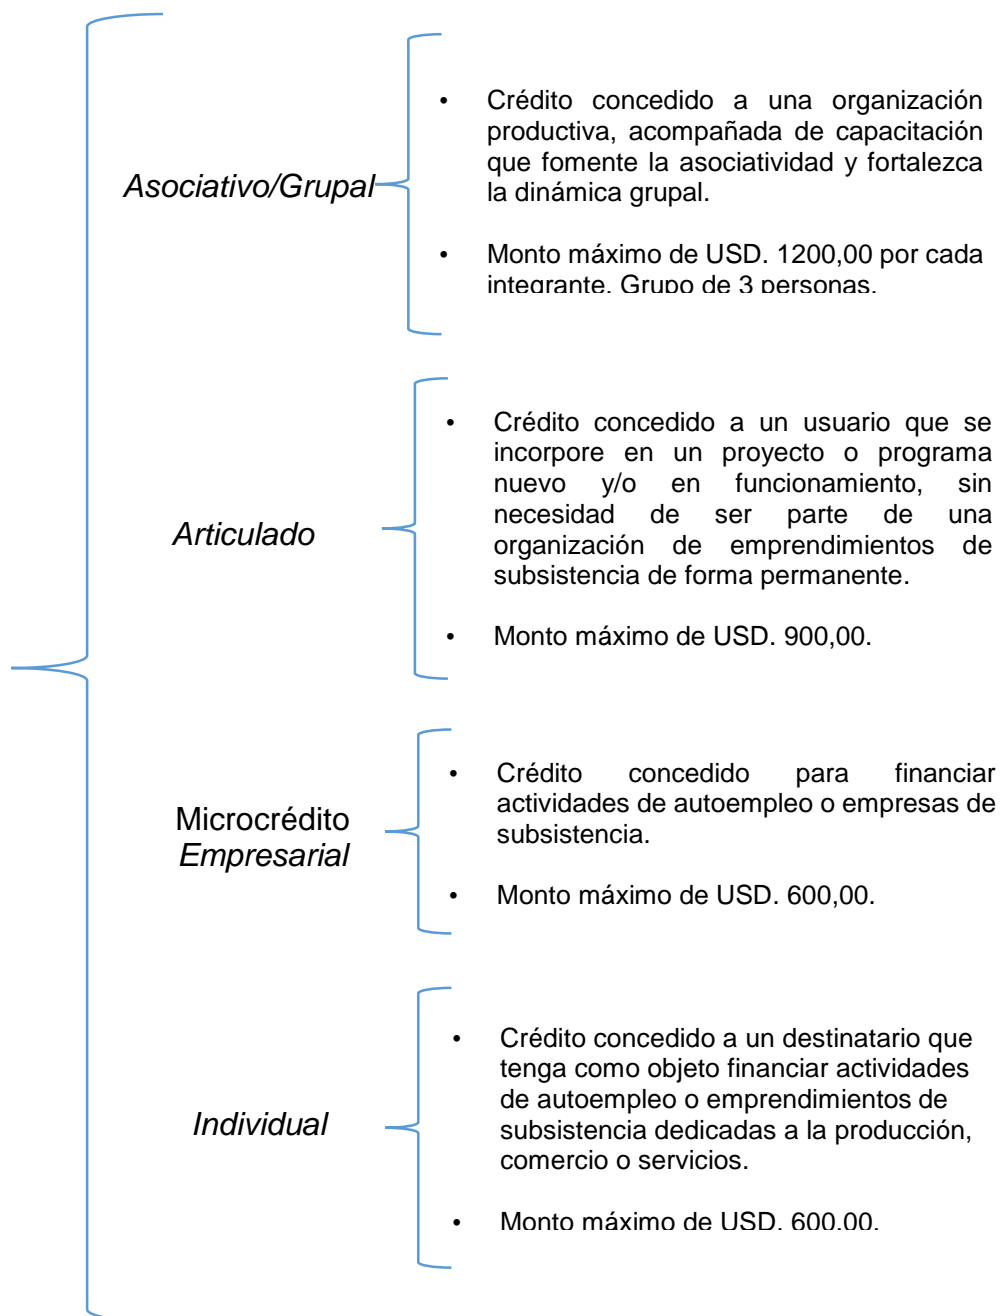 Asociativo/Grupal
• Crédito concedido a una organización
productiva, acompañada de capacitación
que fomente la asociatividad y fortalezca
la dinámica grupal.
• Monto máximo de USD. 1200,00 por cada
integrante. Grupo de 3 personas.
Articulado
• Crédito concedido a un usuario que se
incorpore en un proyecto o programa
nuevo y/o en funcionamiento, sin
necesidad de ser parte de una
organización de emprendimientos de
subsistencia de forma permanente.
• Monto máximo de USD. 900,00.
Microcrédito
Empresarial
• Crédito concedido para financiar
actividades de autoempleo o empresas de
subsistencia.
• Monto máximo de USD. 600,00.
Individual
• Crédito concedido a un destinatario que
tenga como objeto financiar actividades
de autoempleo o emprendimientos de
subsistencia dedicadas a la producción,
comercio o servicios.
• Monto máximo de USD. 600,00.